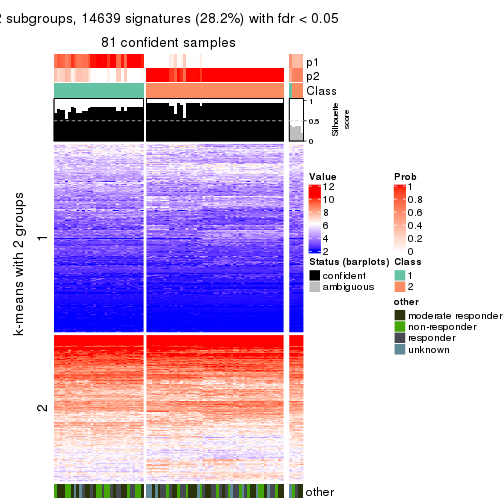 2 subgroups, 14639 signatures (28.2%) with fdr < 0.05
81 confident samples
p1
p2
Class
1
0.5
0
Silhouette
score
k-means with 2 groups
1
2
other
Value
12
10
8
6
4
2
Prob
1
0.8
0.6
0.4
0.2
0
Status (barplots)
confident
ambiguous
Class
1
2
other
moderate responder
non-responder
responder
unknown